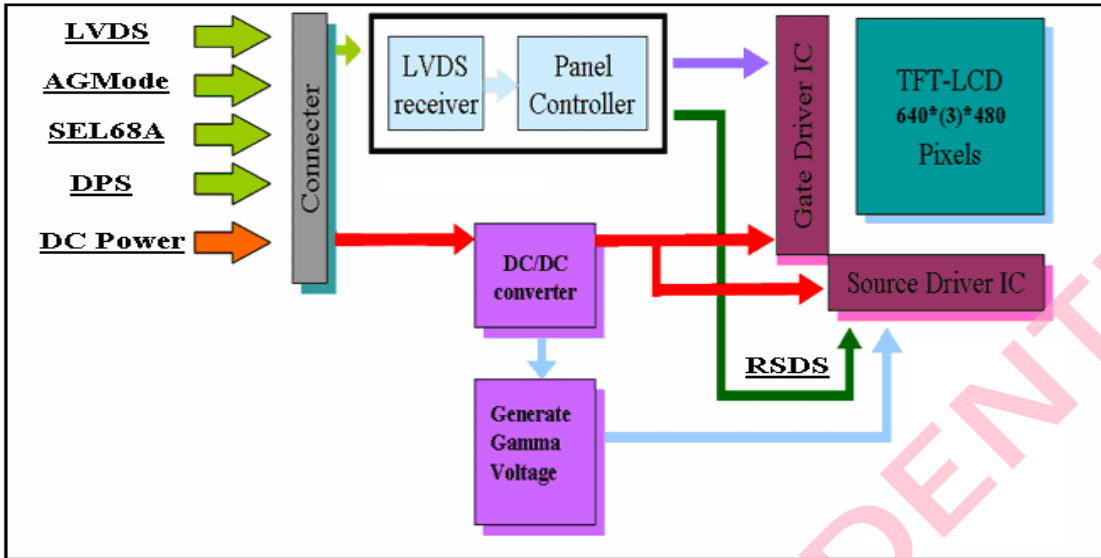 LVDS
AGMode
SEL68A
DPS
DC Power
Connecter
LVDS
receiver
Panel
Controller
Gate Driver IC
TFT-LCD
640*(3)*480
Pixels
DC/DC
converter
Source Driver IC
RSDS
Generate
Gamma
Voltage
DENT